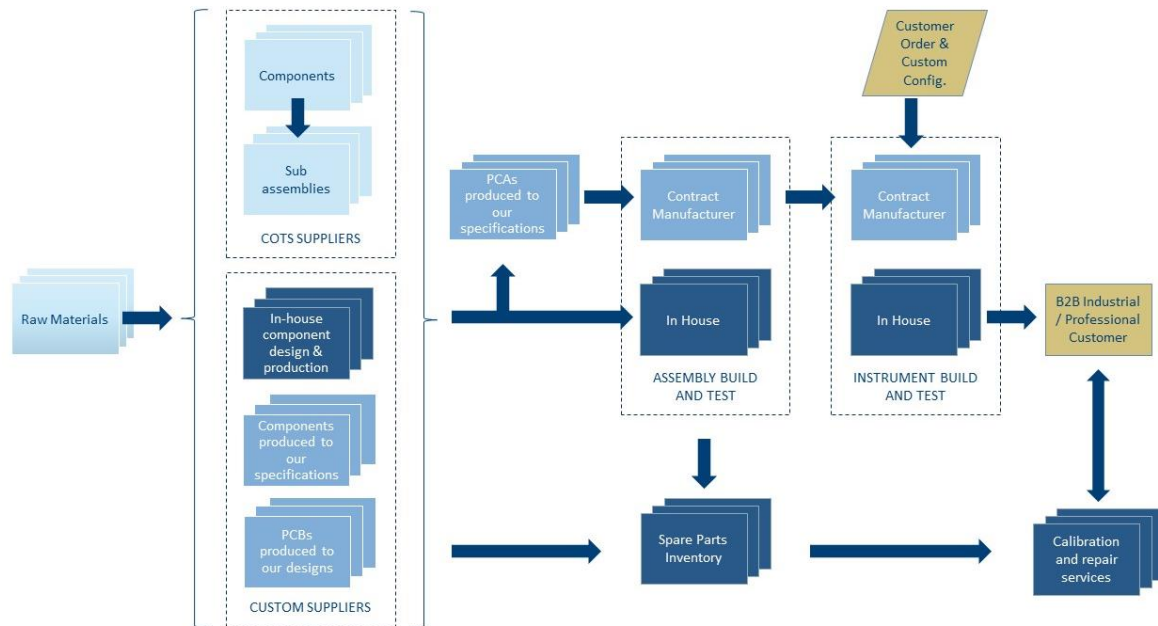 Raw Materials
Components
Sub
assemblies
COTS SUPPLIERS
In-house
component
design &
production
Components
produced to
our
specifications
PCBs
produced to
our designs
CUSTOM SUPPLIERS
PCAs
produced to
our
specifications
Contract
Manufacturer
In House
ASSEMBLY BUILD
AND TEST
Spare Parts
Inventory
Customer
Order &
Custom
Config.
Contract
Manufacturer
In House
INSTRUMENT BUILD
AND TEST
B2B Industrial
/ Professional
Customer
Calibration
and repair
services